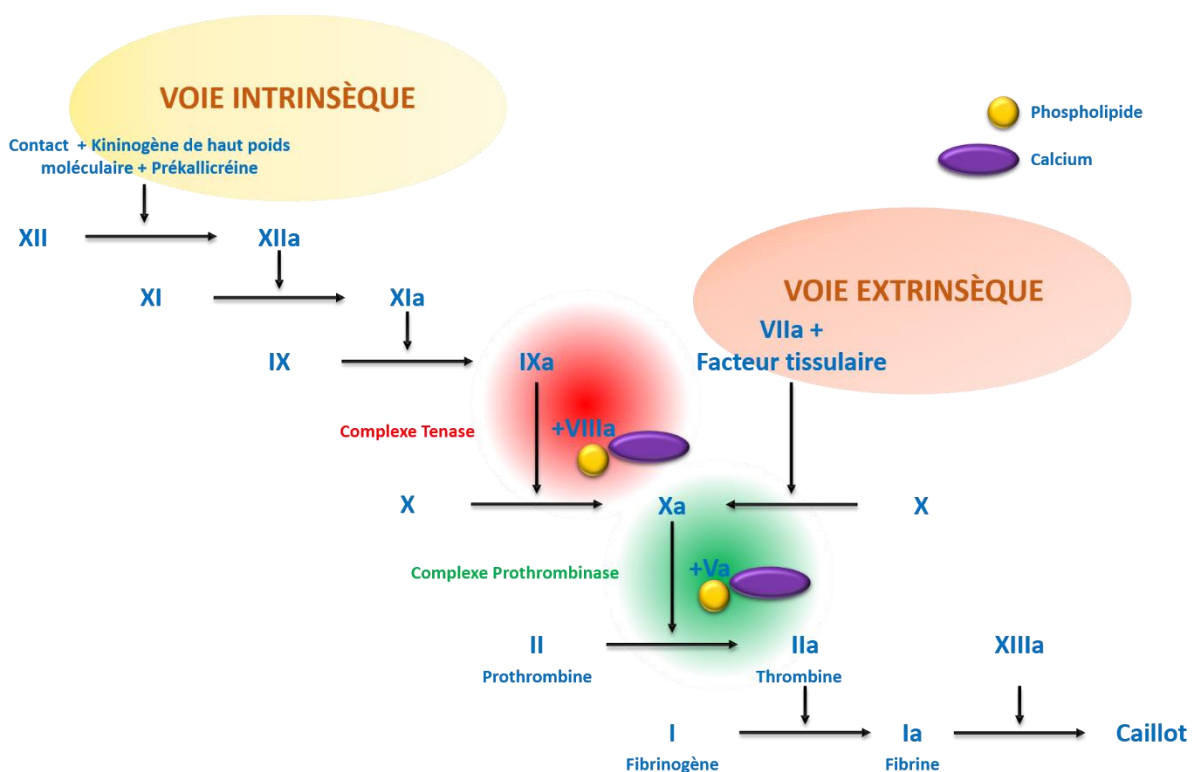 VOIE INTRINSÈQUE
Contact + Kininogène de haut poids
moléculaire + Prékallicréine
Phospholipide
Calcium
XII
XIIa
XI
XIa
VOIE EXTRINSÈQUE
VIIa +
Facteur tissulaire
IX
IXa
Complexe Tenase
+VIIIa
X
Xa
X
Complexe Prothrombinase
+Va
II
Prothrombine
IIa
Thrombine
XIIIa
I
Fibrinogène
Ia
Fibrine
Caillot